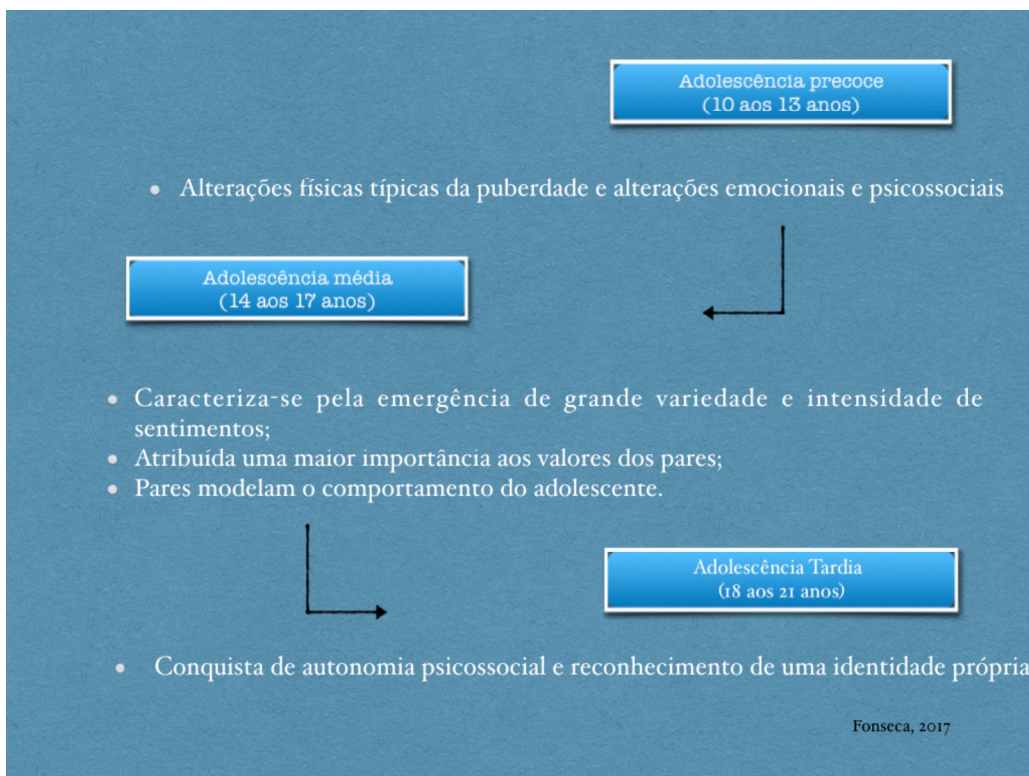 Adolescência precoce
(10 aos 13 anos)
• Alterações físicas típicas da puberdade e alterações emocionais e psicossociais
Adolescência média
(14 aos 17 anos)
• Caracteriza-se pela emergência de grande variedade e intensidade de
sentimentos;
• Atribuída uma maior importância aos valores dos pares;
• Pares modelam o comportamento do adolescente.
Adolescência Tardia
(18 aos 21 anos)
• Conquista de autonomia psicossocial e reconhecimento de uma identidade própria
Fonseca, 2017